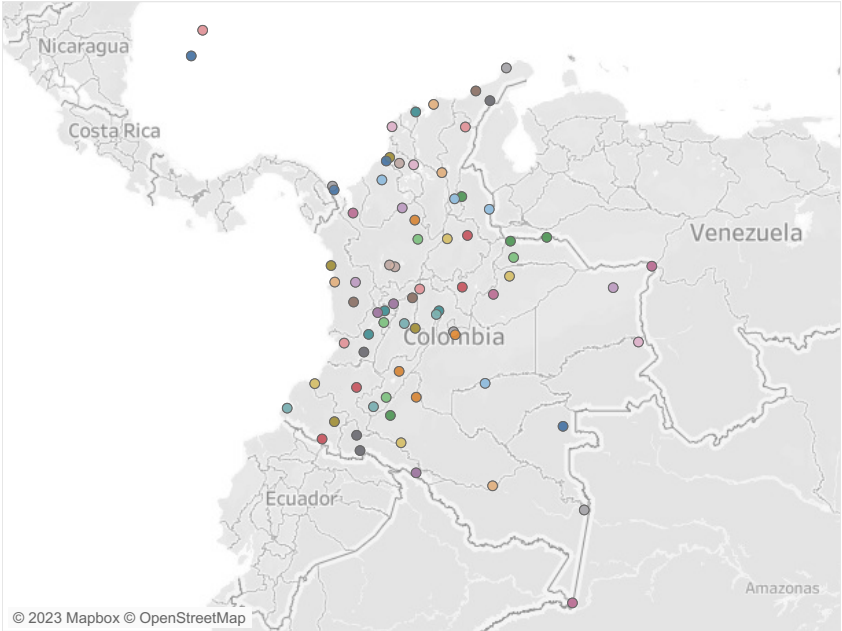 Nicaragua
Costa Rica
Venezuela
Colombia
Ecuador
Amazonas
© 2023 Mapbox © OpenStreetMap